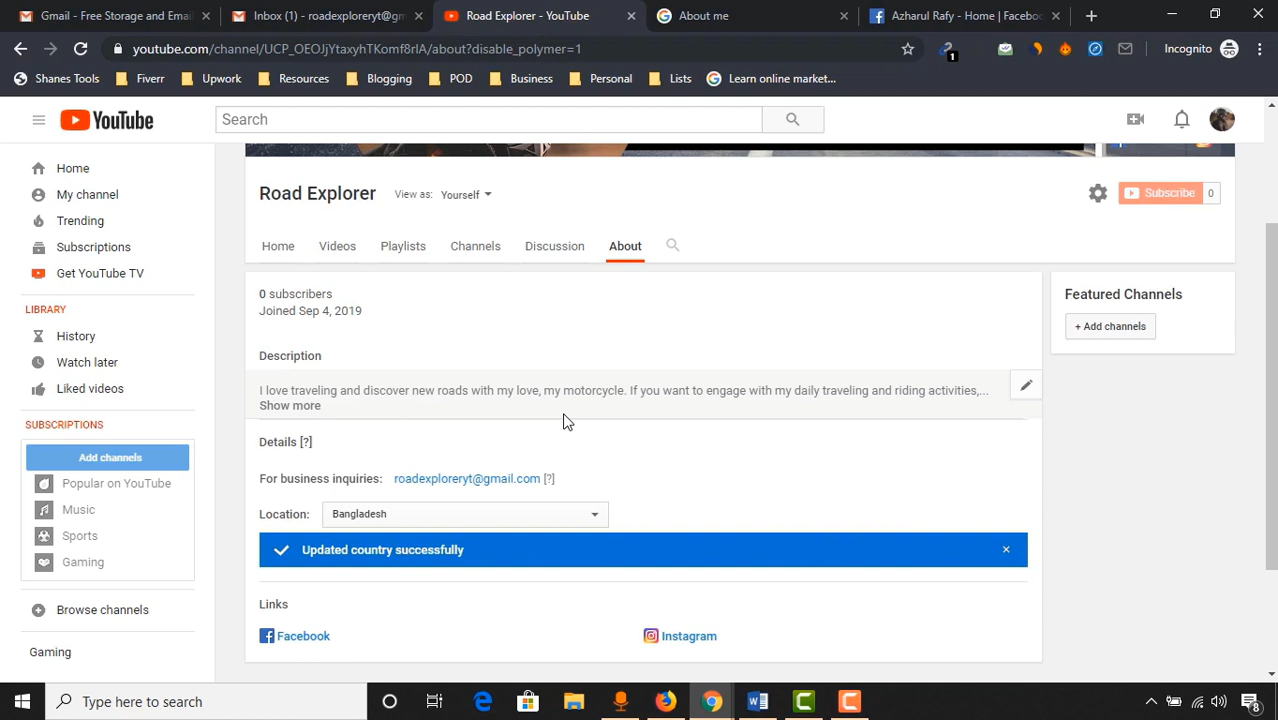 Gmail - Free Storage and Email
Inbox (1) - roadexploreryt@gm
Road Explorer - YouTube
About me
Azharul Rafy - Home | Facebook
youtube.com/channel/UCP_OEOJjYtaxyhTKomf8rIA/about?disable_polymer=1
1
Incognito
Shanes Tools
Fiverr
Upwork
Resources
Blogging
POD
Business
Personal
Lists
Learn online market...
YouTube
Search
Home
My channel
Trending
Subscriptions
Get YouTube TV
LIBRARY
History
Watch later
Liked videos
SUBSCRIPTIONS
Add channels
Popular on YouTube
Music
Sports
Gaming
Browse channels
Gaming
Road Explorer
View as: Yourself
Subscribe 0
Home
Videos
Playlists
Channels
Discussion
About
0 subscribers
Joined Sep 4, 2019
Description
I love traveling and discover new roads with my love, my motorcycle. If you want to engage with my daily traveling and riding activities,...
Show more
Details [?]
For business inquiries: roadexploreryt@gmail.com [?]
Location: Bangladesh
Updated country successfully
Links
Facebook
Instagram
Featured Channels
+ Add channels
Type here to search
8